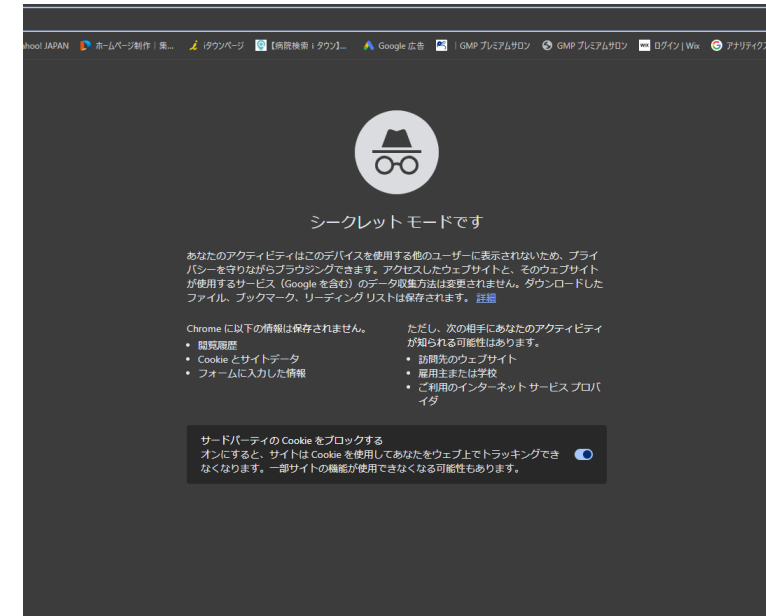 hoo! JAPAN ホームページ制作｜集... iタウンページ 【病院検索 iタウン】... Google 広告 | GMP プレミアムサロン GMP プレミアムサロン WiX ログイン | Wix アナリティクス
シークレット モードです
あなたのアクティビティはこのデバイスを使用する他のユーザーに表示されないため、プライ
バシーを守りながらブラウジングできます。アクセスしたウェブサイトと、そのウェブサイト
が使用するサービス（Google を含む）のデータ収集方法は変更されません。ダウンロードした
ファイル、ブックマーク、リーディング リストは保存されます。 詳細
Chrome に以下の情報は保存されません。
• 閲覧履歴
• Cookie とサイトデータ
• フォームに入力した情報
ただし、次の相手にあなたのアクティビティ
が知られる可能性はあります。
• 訪問先のウェブサイト
• 雇用主または学校
• ご利用のインターネット サービス プロバ
イダ
サードパーティの Cookie をブロックする
オンにすると、サイトは Cookie を使用してあなたをウェブ上でトラッキングでき
なくなります。一部サイトの機能が使用できなくなる可能性もあります。